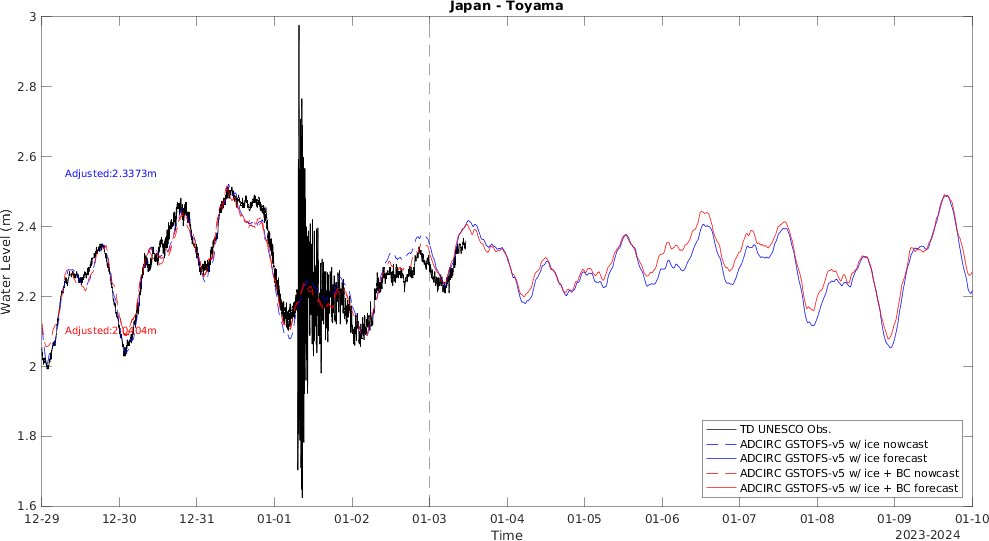 Japan - Toyama
Water Level (m)
3
2.8
2.6
2.4
2.2
2
1.8
1.6
Adjusted:2.3373m
Adjusted:2.0404m
TD UNESCO Obs.
ADCIRC GSTOFS-v5 w/ ice nowcast
ADCIRC GSTOFS-v5 w/ ice forecast
ADCIRC GSTOFS-v5 w/ ice + BC nowcast
ADCIRC GSTOFS-v5 w/ ice + BC forecast
12-29 12-30 12-31 01-01 01-02 01-03 01-04 01-05 01-06 01-07 01-08 01-09 01-10
Time
2023-2024